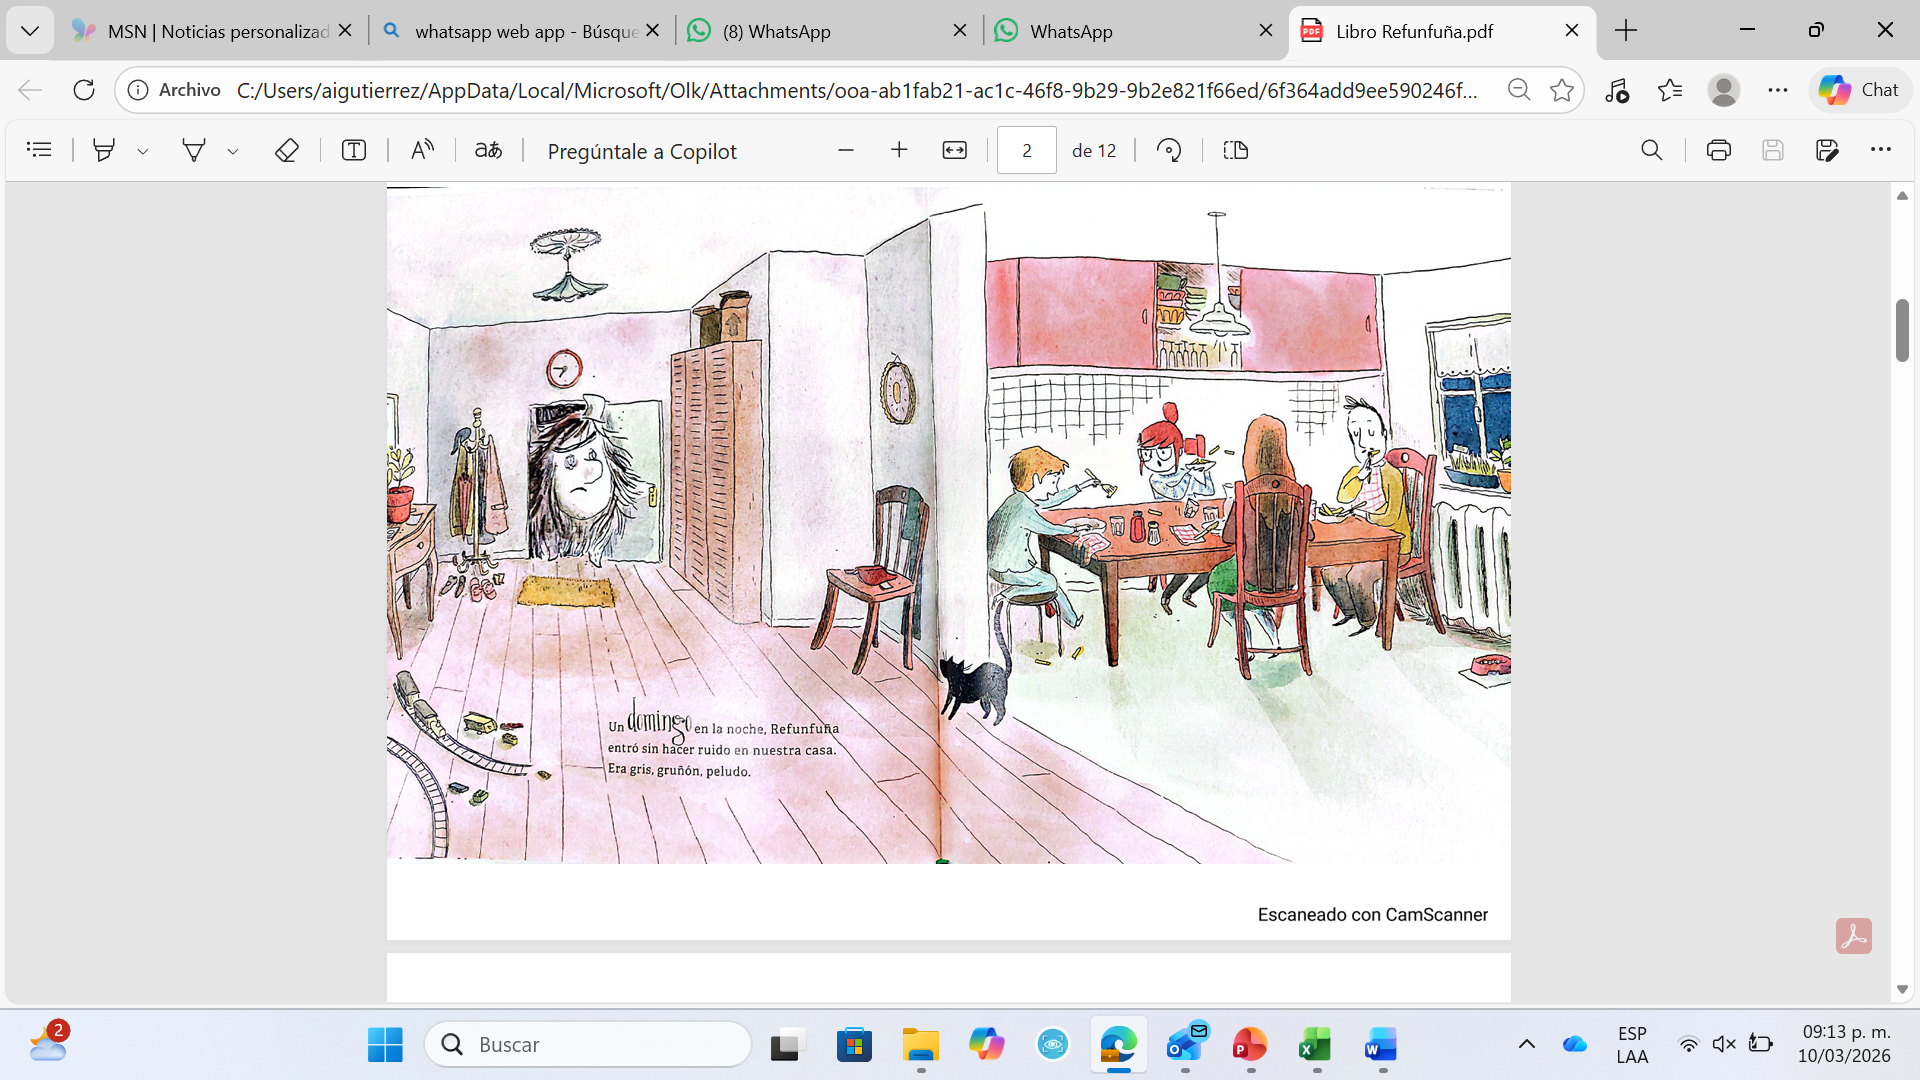 MSN | Noticias personalizad
whatsapp web app - Búsque
(8) WhatsApp
WhatsApp
Libro Refunfuña.pdf
Archivo
C:/Users/aigutierrez/AppData/Local/Microsoft/Olk/Attachments/ooa-ab1fab21-ac1c-46f8-9b29-9b2e821f66ed/6f364add9ee590246f...
Chat
Pregúntale a Copilot
2
de 12
Un domingo en la noche, Refunfuña
entró sin hacer ruido en nuestra casa.
Era gris, gruñón, peludo.
Escaneado con CamScanner
2
Buscar
ESP
LAA
09:13 p. m.
10/03/2026